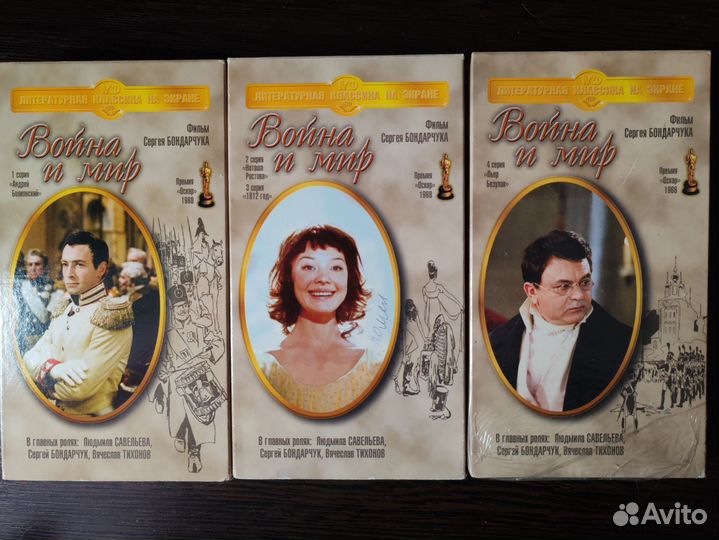 ЛИТЕРАТУРНАЯ КЛАССИКА НА ЭКРАНЕ
Фильм
Сергея БОНДАРЧУКА
Война
и мир
1 серия
«Андрей
Болконский»
Премия
«Оскар»
1968
В главных ролях: Людмила САВЕЛЬЕВА,
Сергей БОНДАРЧУК, Вячеслав ТИХОНОВ
ЛИТЕРАТУРНАЯ КЛАССИКА НА ЭКРАНЕ
Фильм
Сергея БОНДАРЧУКА
Война
и мир
2 серия
«Наташа
Ростова»
3 серия
«1812 год»
Премия
«Оскар»
1968
В главных ролях: Людмила САВЕЛЬЕВА,
Сергей БОНДАРЧУК, Вячеслав ТИХОНОВ
ЛИТЕРАТУРНАЯ КЛАССИКА НА ЭКРАНЕ
Фильм
Сергея БОНДАРЧУКА
Война
и мир
4 серия
«Пьер
Безухов»
Премия
«Оскар»
1968
В главных ролях: Людмила САВЕЛЬЕВА,
Сергей БОНДАРЧУК, Вячеслав ТИХОНОВ
Avito